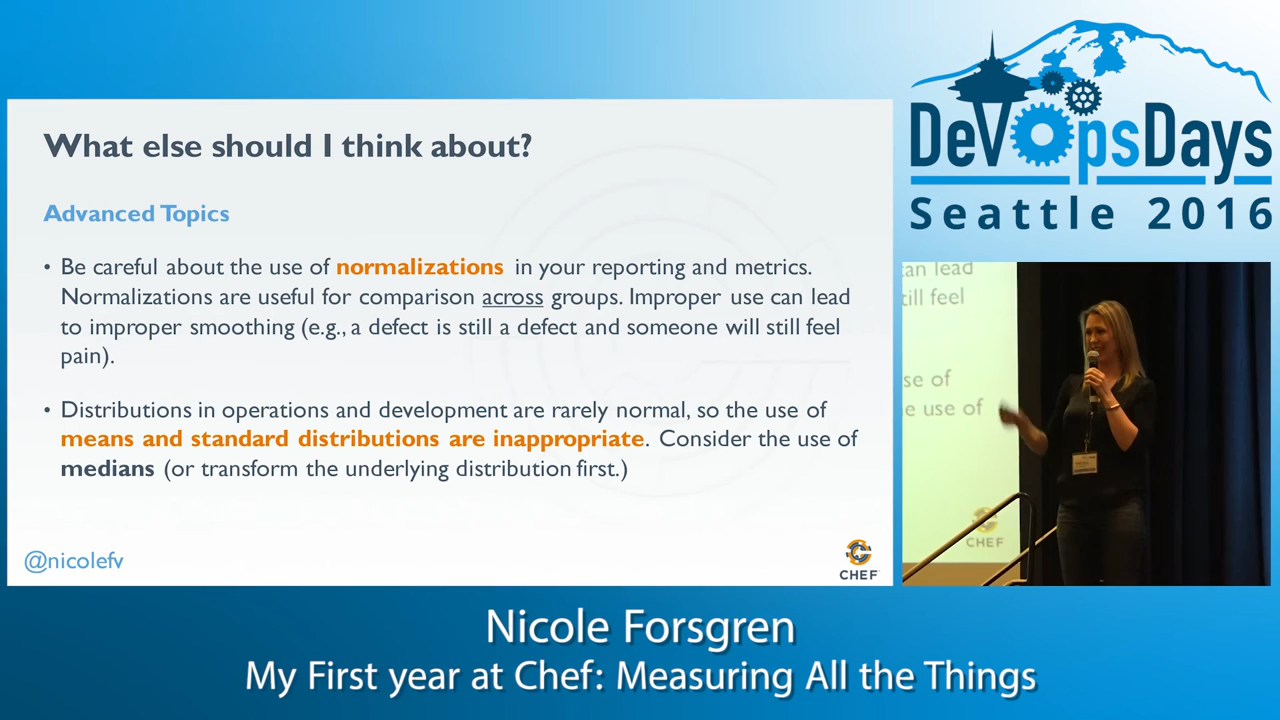 What else should I think about?
Advanced Topics
• Be careful about the use of normalizations in your reporting and metrics.
Normalizations are useful for comparison across groups. Improper use can lead
to improper smoothing (e.g., a defect is still a defect and someone will still feel
pain).
• Distributions in operations and development are rarely normal, so the use of
means and standard distributions are inappropriate. Consider the use of
medians (or transform the underlying distribution first.)
@nicolefv
CHEF
DevOpsDays
Seattle 2016
can lead
till feel
se of
e use of
CHEF
Nicole Forsgren
My First year at Chef: Measuring All the Things